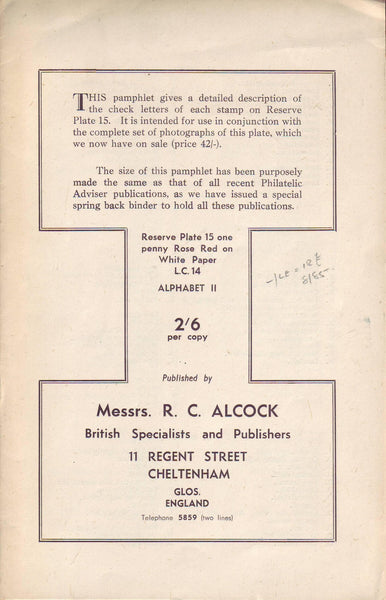 THIS pamphlet gives a detailed description of
the check letters of each stamp on Reserve
Plate 15. It is intended for use in conjunction with
the complete set of photographs of this plate, which
we now have on sale (price 42/-).
The size of this pamphlet has been purposely
made the same as that of all recent Philatelic
Adviser publications, as we have issued a special
spring back binder to hold all these publications.
Reserve Plate 15 one
penny Rose Red on
White Paper
L.C. 14
ALPHABET II
2/6
per copy
Published by
Messrs. R. C. ALCOCK
British Specialists and Publishers
11 REGENT STREET
CHELTENHAM
GLOS.
ENGLAND
Telephone 5859 (two lines)